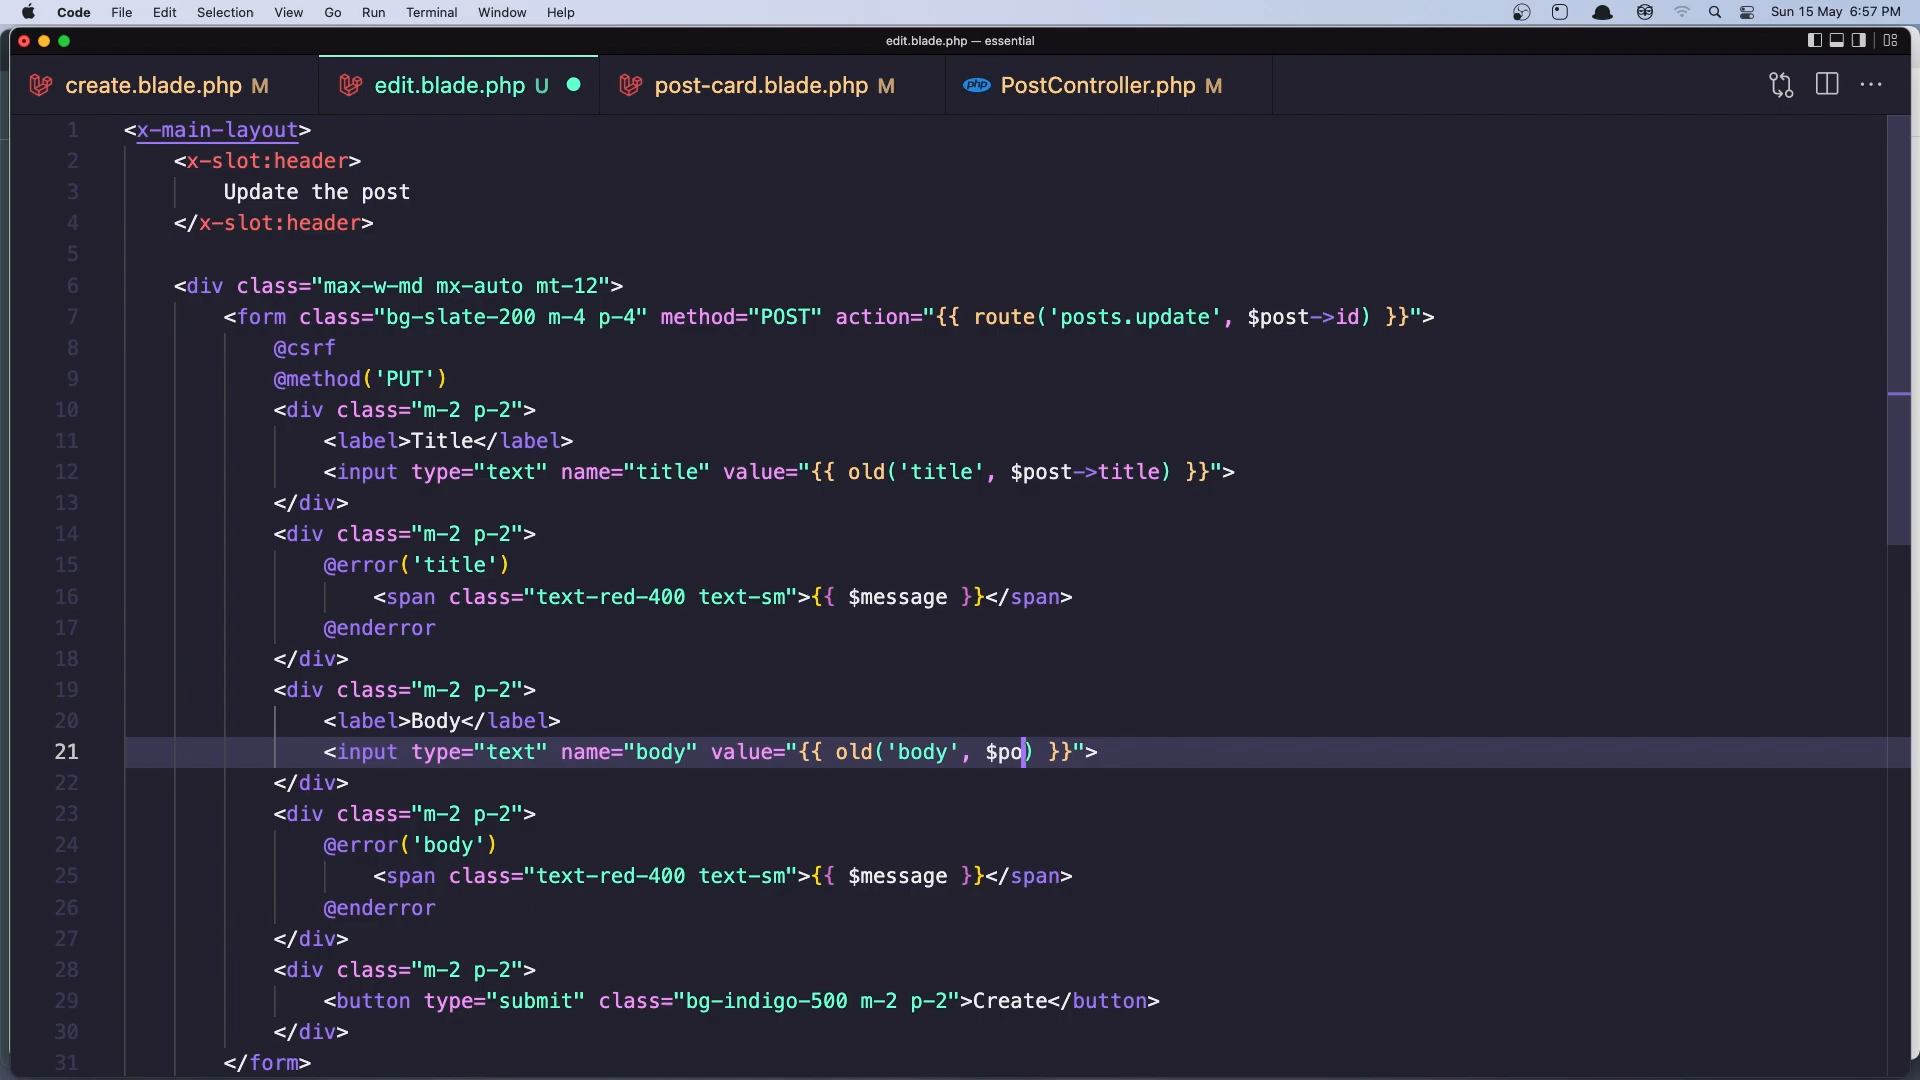 Code File Edit Selection View Go Run Terminal Window Help Sun 15 May 6:57 PM
edit.blade.php — essential
create.blade.php M edit.blade.php U post-card.blade.php M php PostController.php M
1 <x-main-layout>
2 <x-slot:header>
3 Update the post
4 </x-slot:header>
5
6 <div class="max-w-md mx-auto mt-12">
7 <form class="bg-slate-200 m-4 p-4" method="POST" action="{{ route('posts.update', $post->id) }}">
8 @csrf
9 @method('PUT')
10 <div class="m-2 p-2">
11 <label>Title</label>
12 <input type="text" name="title" value="{{ old('title', $post->title) }}">
13 </div>
14 <div class="m-2 p-2">
15 @error('title')
16 <span class="text-red-400 text-sm">{{ $message }}</span>
17 @enderror
18 </div>
19 <div class="m-2 p-2">
20 <label>Body</label>
21 <input type="text" name="body" value="{{ old('body', $po) }}">
22 </div>
23 <div class="m-2 p-2">
24 @error('body')
25 <span class="text-red-400 text-sm">{{ $message }}</span>
26 @enderror
27 </div>
28 <div class="m-2 p-2">
29 <button type="submit" class="bg-indigo-500 m-2 p-2">Create</button>
30 </div>
31 </form>